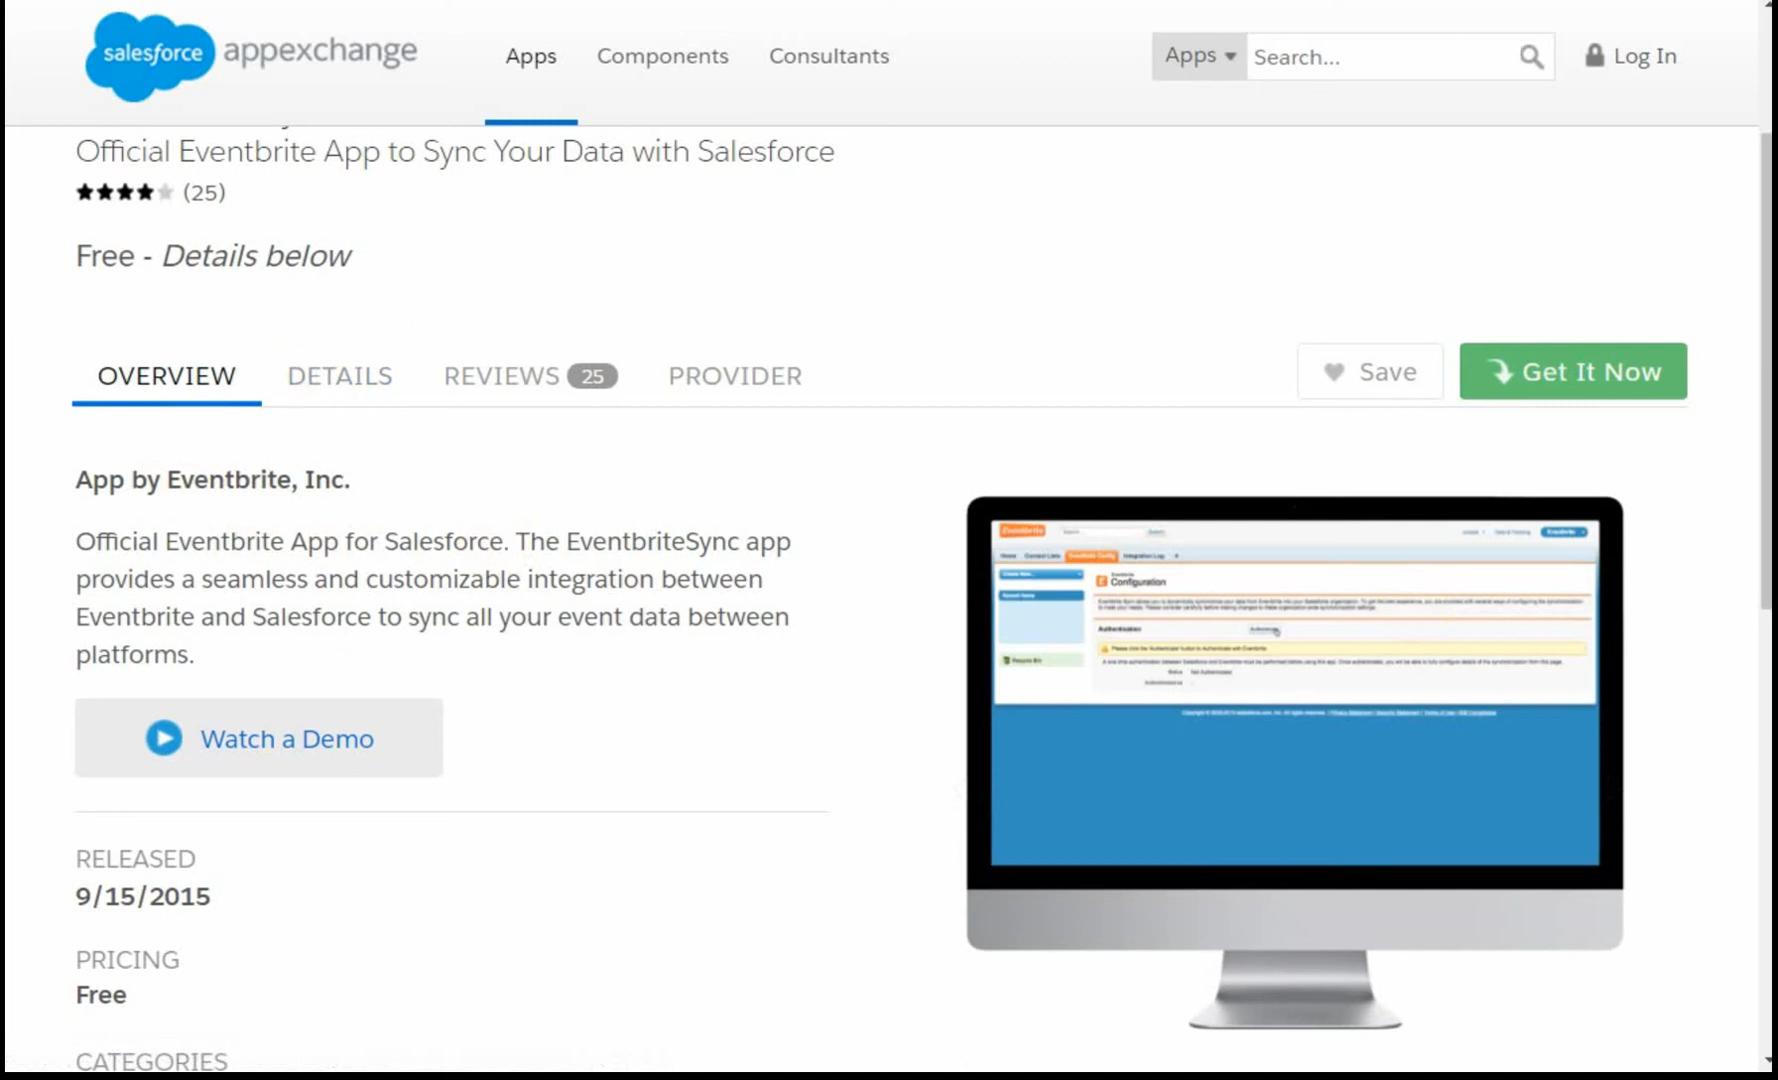 salesforce appexchange
Apps Components Consultants
Apps Search... Log In
Official Eventbrite App to Sync Your Data with Salesforce
(25)
Free - Details below
OVERVIEW DETAILS REVIEWS 25 PROVIDER
Save Get It Now
App by Eventbrite, Inc.
Official Eventbrite App for Salesforce. The EventbriteSync app
provides a seamless and customizable integration between
Eventbrite and Salesforce to sync all your event data between
platforms.
Watch a Demo
RELEASED
9/15/2015
PRICING
Free
CATEGORIES
Eventbrite
Configuration
Authentication